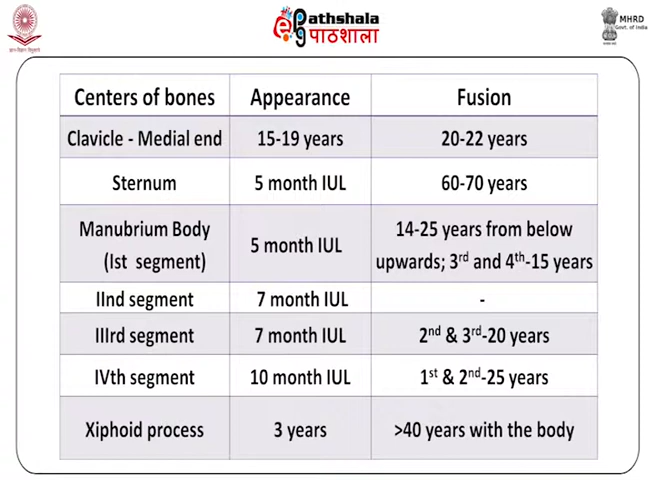 ePathshala
पाठशाला
MHRD
Govt. of India
Centers of bones Appearance Fusion
Clavicle - Medial end 15-19 years 20-22 years
Sternum 5 month IUL 60-70 years
Manubrium Body
(Ist segment) 5 month IUL 14-25 years from below
upwards; 3rd and 4th-15 years
IInd segment 7 month IUL -
IIIrd segment 7 month IUL 2nd & 3rd-20 years
IVth segment 10 month IUL 1st & 2nd-25 years
Xiphoid process 3 years >40 years with the body